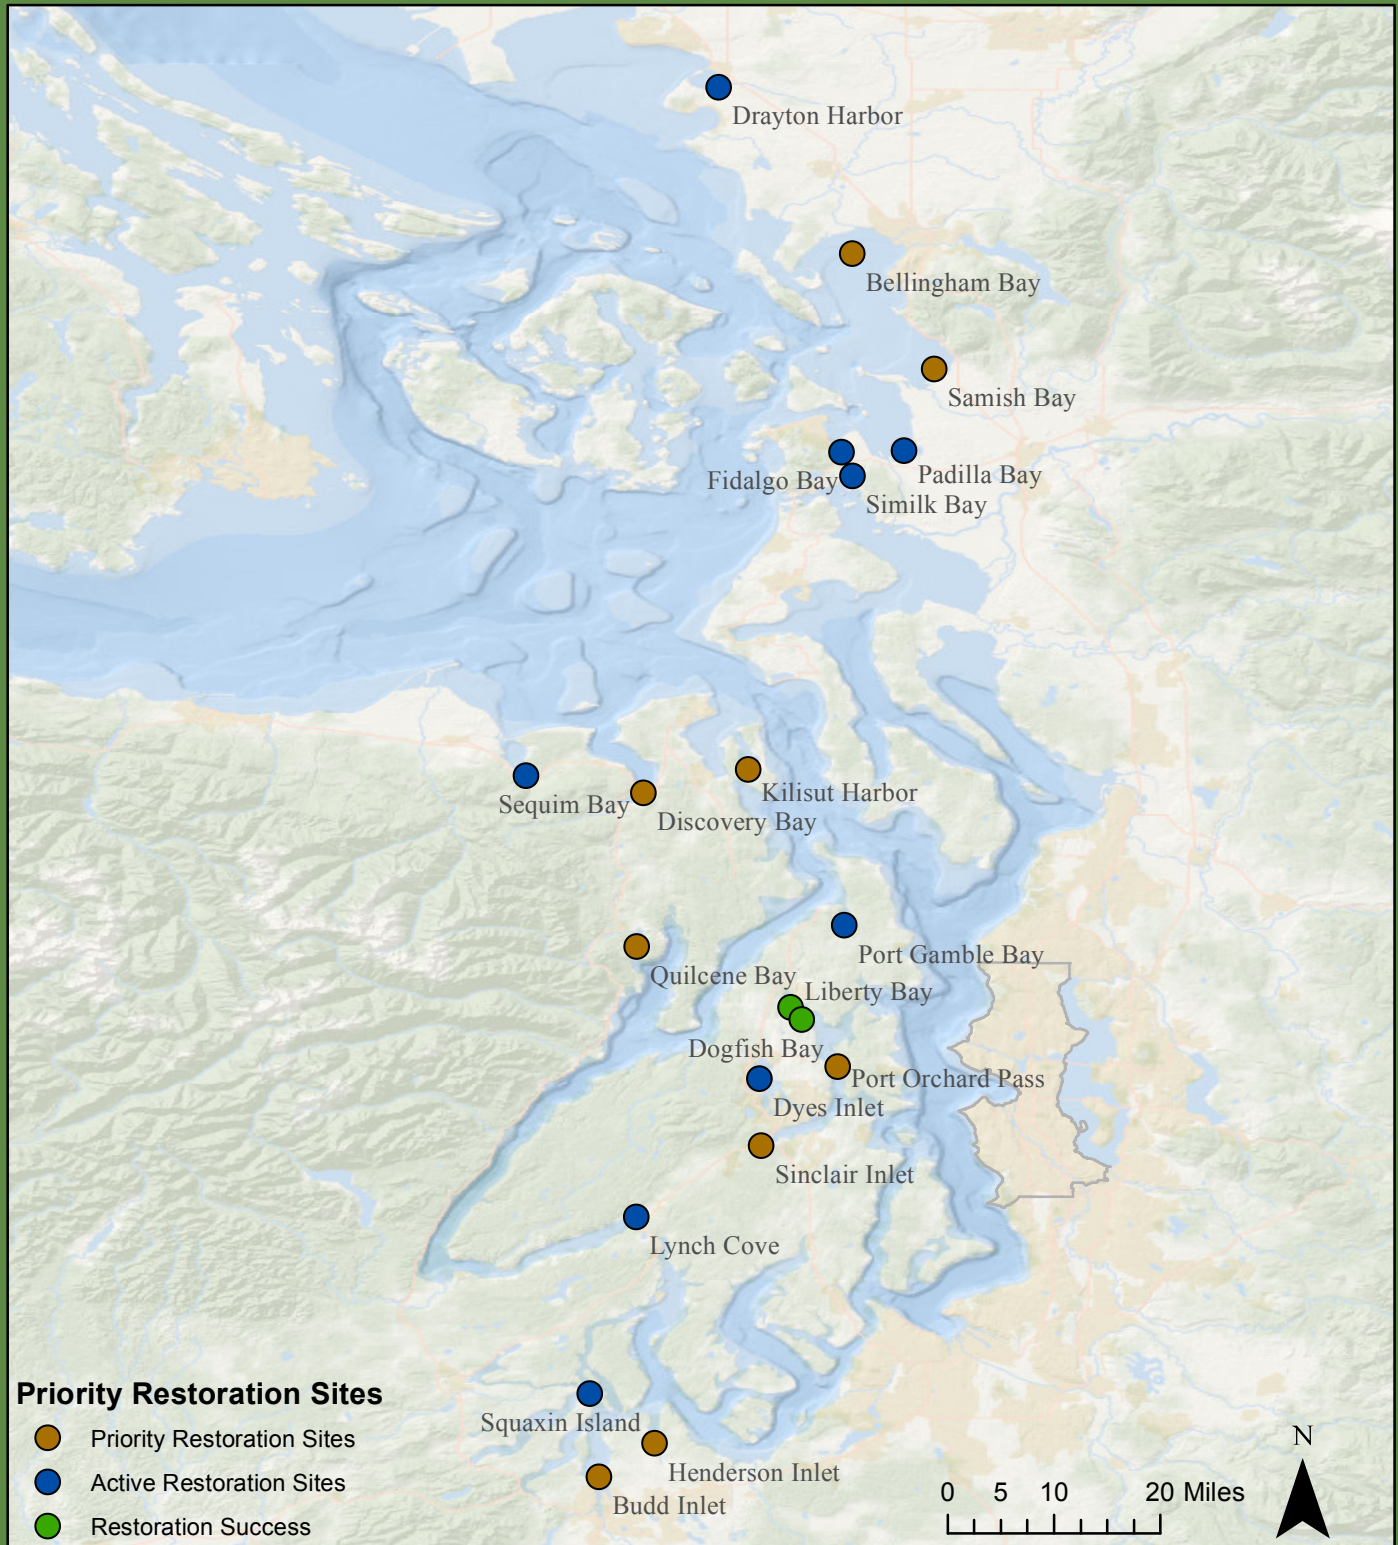 Drayton Harbor
Bellingham Bay
Samish Bay
Fidalgo Bay
Padilla Bay
Similk Bay
Sequim Bay
Kilisut Harbor
Discovery Bay
Port Gamble Bay
Quilcene Bay
Liberty Bay
Dogfish Bay
Port Orchard Pass
Dyes Inlet
Sinclair Inlet
Lynch Cove
Squaxin Island
Henderson Inlet
Budd Inlet
Priority Restoration Sites
Priority Restoration Sites
Active Restoration Sites
Restoration Success
0 5 10 20 Miles
N